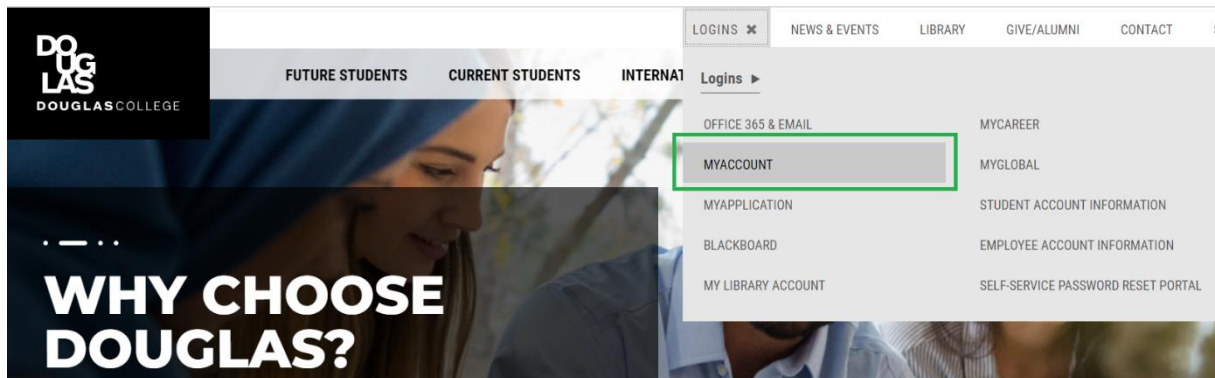 DO
UG
LAS
DOUGLASCOLLEGE
LOGINS ✖ NEWS & EVENTS LIBRARY GIVE/ALUMNI CONTACT
FUTURE STUDENTS CURRENT STUDENTS INTERNAT
Logins ▶
OFFICE 365 & EMAIL MYCAREER
MYACCOUNT MYGLOBAL
MYAPPLICATION STUDENT ACCOUNT INFORMATION
BLACKBOARD EMPLOYEE ACCOUNT INFORMATION
MY LIBRARY ACCOUNT SELF-SERVICE PASSWORD RESET PORTAL
WHY CHOOSE
DOUGLAS?